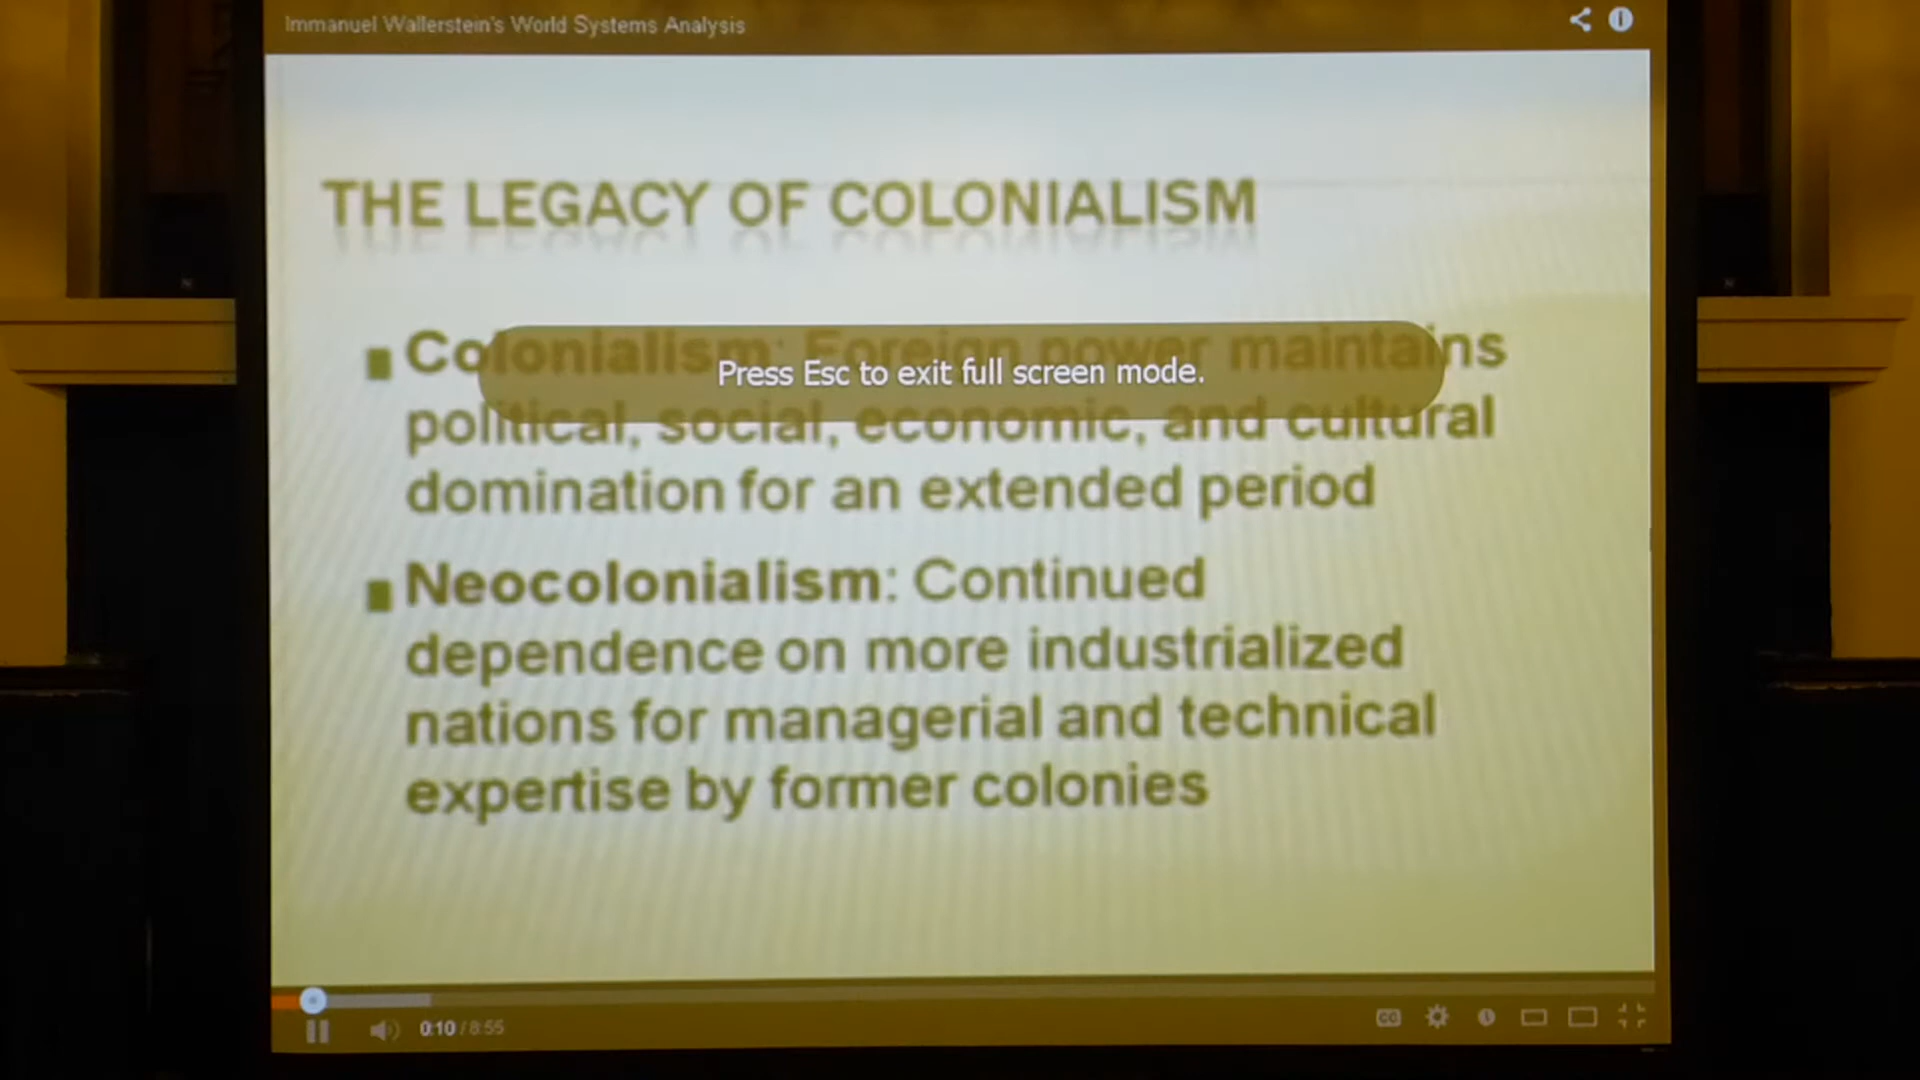 Immanuel Wallerstein's World Systems Analysis
THE LEGACY OF COLONIALISM
Colonialism: Foreign power maintains
Press Esc to exit full screen mode.
political, social, economic, and cultural
domination for an extended period
Neocolonialism: Continued
dependence on more industrialized
nations for managerial and technical
expertise by former colonies
0:10 / 8:55
CC